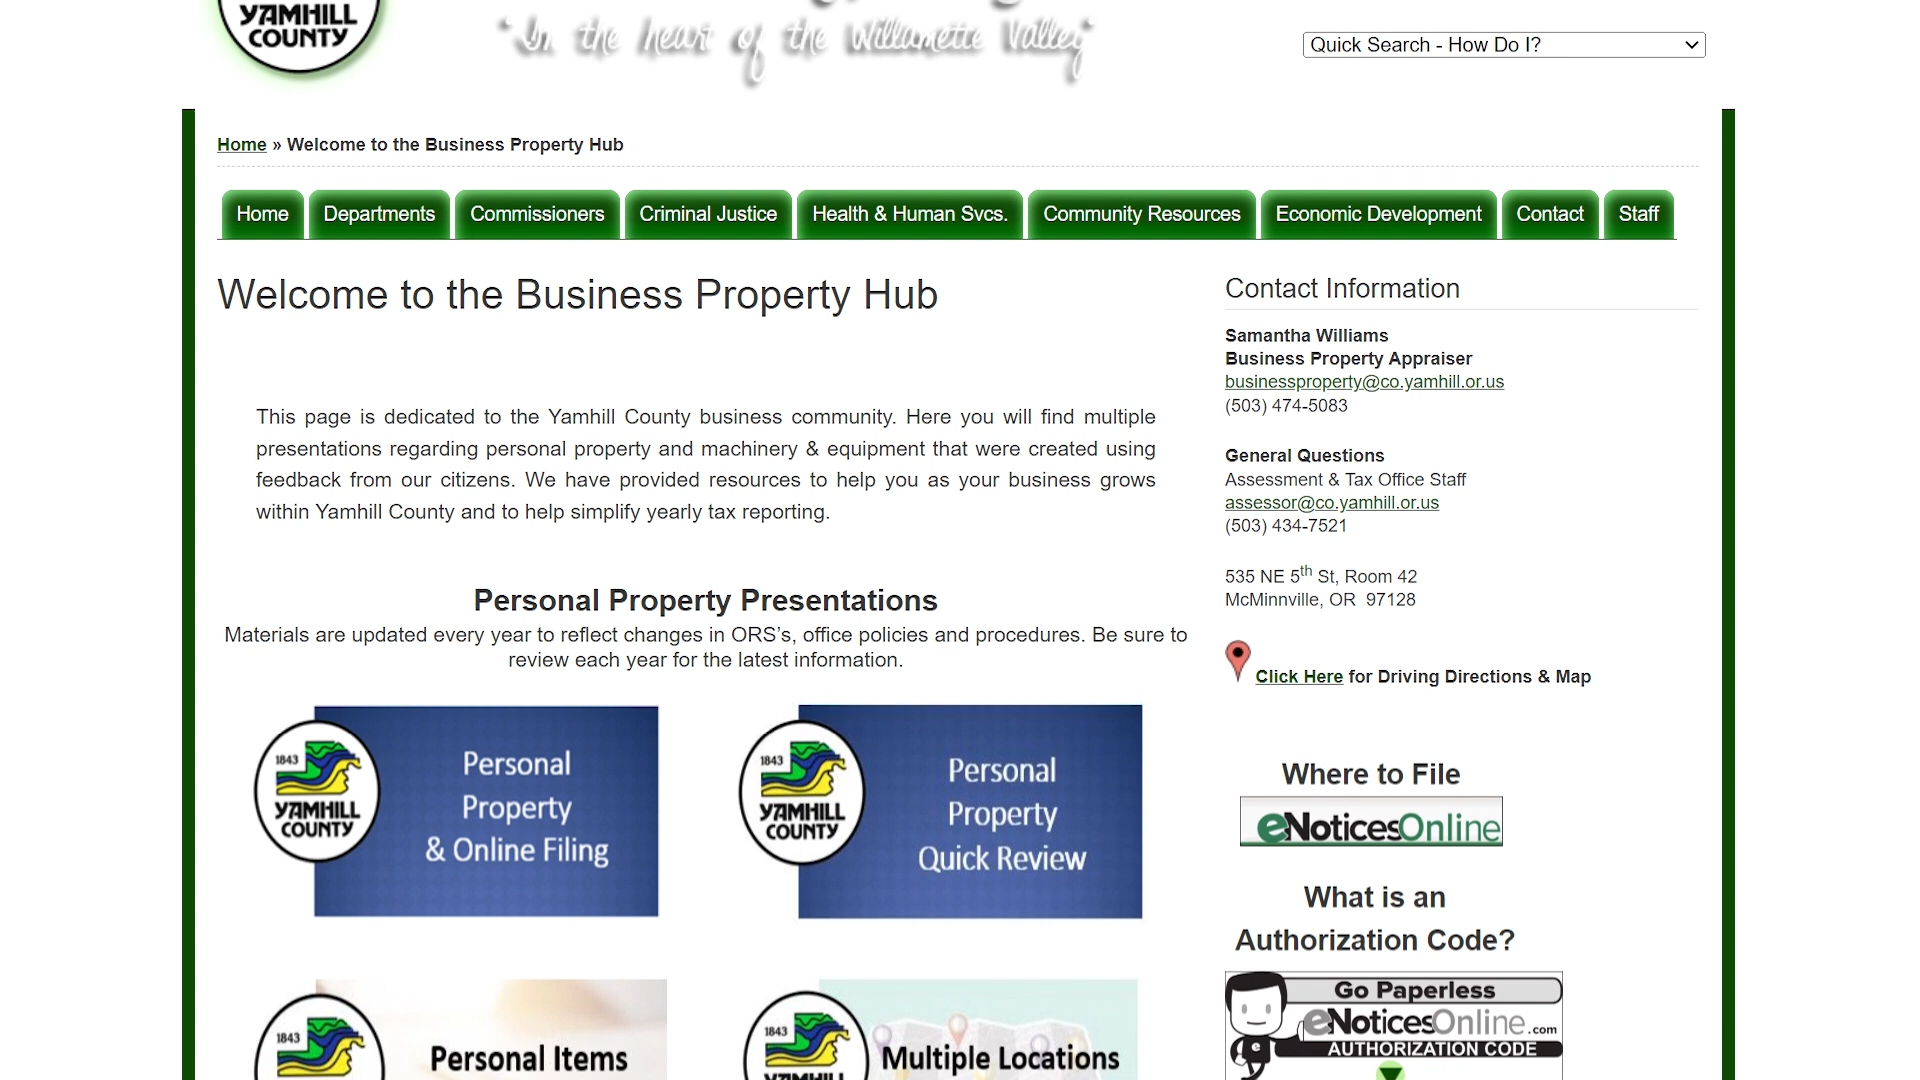 YAMHILL
COUNTY
"In the heart of the Willamette Valley"
Quick Search - How Do I?
Home » Welcome to the Business Property Hub
Home Departments Commissioners Criminal Justice Health & Human Svcs. Community Resources Economic Development Contact Staff
Welcome to the Business Property Hub
This page is dedicated to the Yamhill County business community. Here you will find multiple
presentations regarding personal property and machinery & equipment that were created using
feedback from our citizens. We have provided resources to help you as your business grows
within Yamhill County and to help simplify yearly tax reporting.
Personal Property Presentations
Materials are updated every year to reflect changes in ORS’s, office policies and procedures. Be sure to
review each year for the latest information.
1843
YAMHILL
COUNTY
Personal
Property
& Online Filing
1843
YAMHILL
COUNTY
Personal
Property
Quick Review
1843
Personal Items
1843
YAMHILL
Multiple Locations
Contact Information
Samantha Williams
Business Property Appraiser
businessproperty@co.yamhill.or.us
(503) 474-5083
General Questions
Assessment & Tax Office Staff
assessor@co.yamhill.or.us
(503) 434-7521
535 NE 5th St, Room 42
McMinnville, OR 97128
Click Here for Driving Directions & Map
Where to File
eNoticesOnline
What is an
Authorization Code?
Go Paperless
eNoticesOnline.com
e
AUTHORIZATION CODE